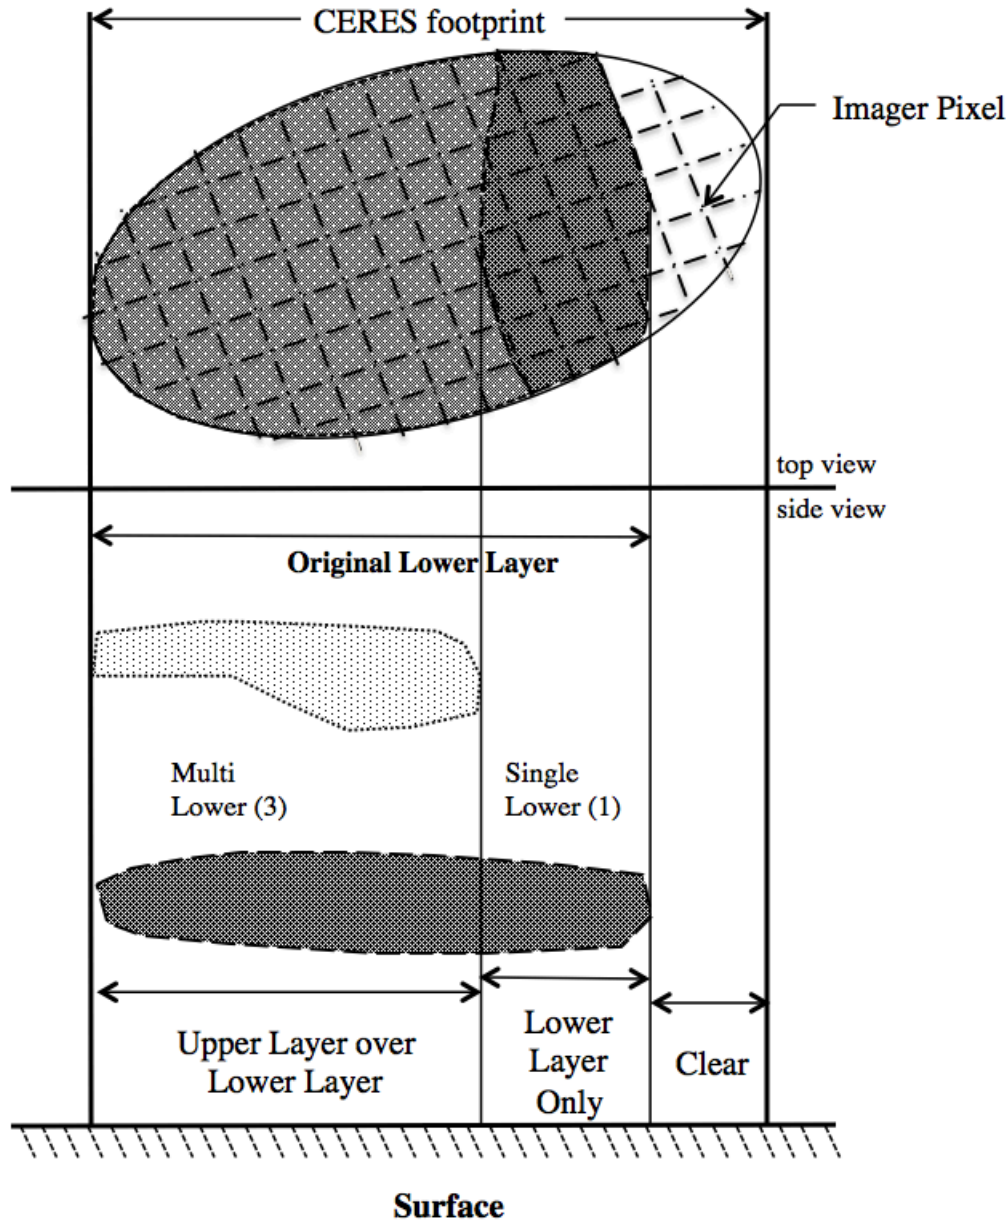 CERES footprint
Imager Pixel
top view
side view
Original Lower Layer
Multi
Lower (3)
Single
Lower (1)
Upper Layer over
Lower Layer
Lower
Layer
Only
Clear
Surface